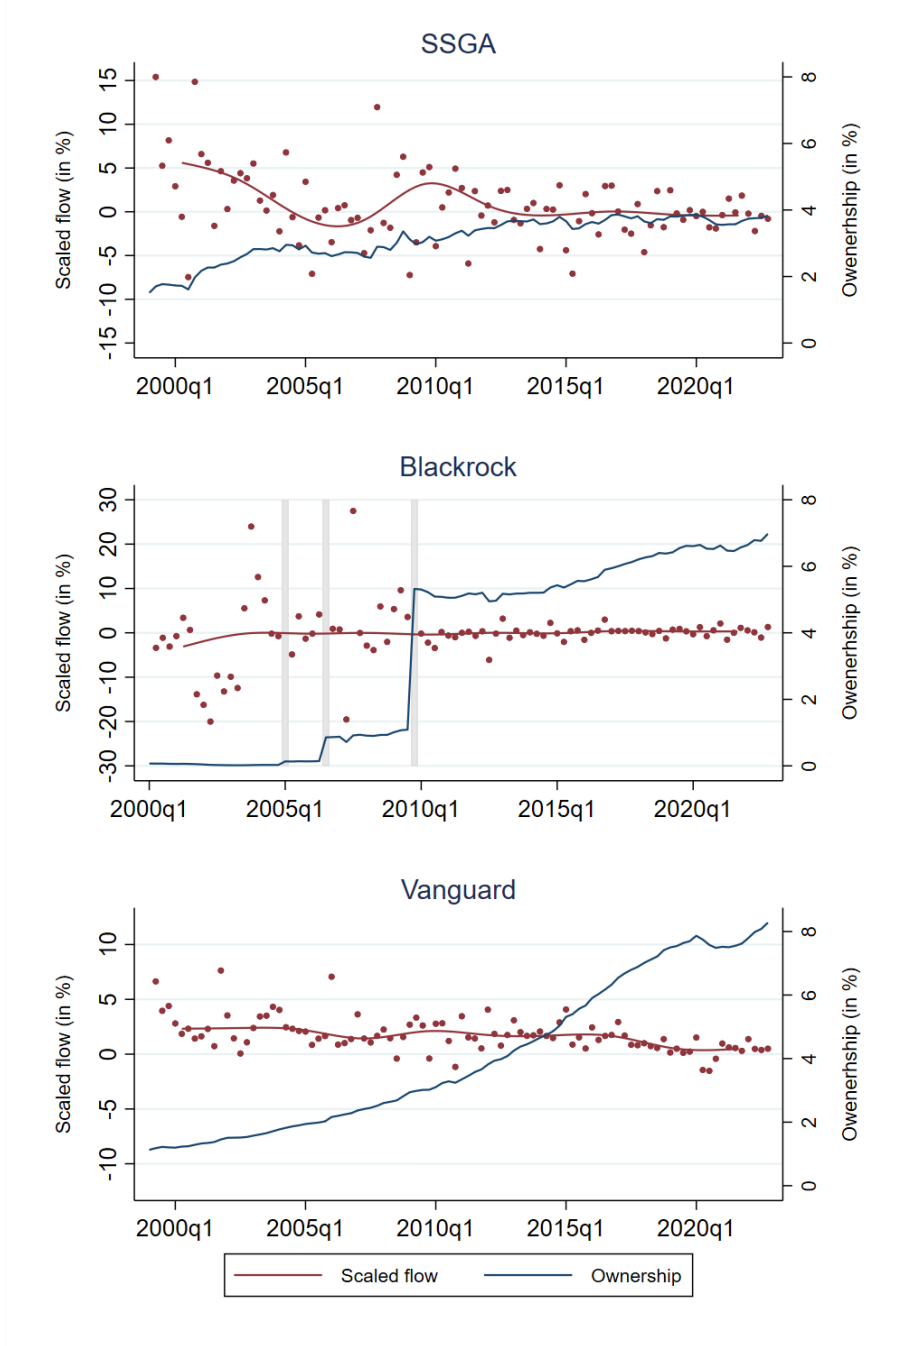 SSGA
Scaled flow (in %)
15
10
5
0
-5
-10
-15
8
6
4
2
0
Owenerhship (in %)
2000q1 2005q1 2010q1 2015q1 2020q1
Blackrock
Scaled flow (in %)
30
20
10
0
-10
-20
-30
8
6
4
2
0
Owenerhship (in %)
2000q1 2005q1 2010q1 2015q1 2020q1
Vanguard
Scaled flow (in %)
10
5
0
-5
-10
8
6
4
2
0
Owenerhship (in %)
2000q1 2005q1 2010q1 2015q1 2020q1
Scaled flow Ownership